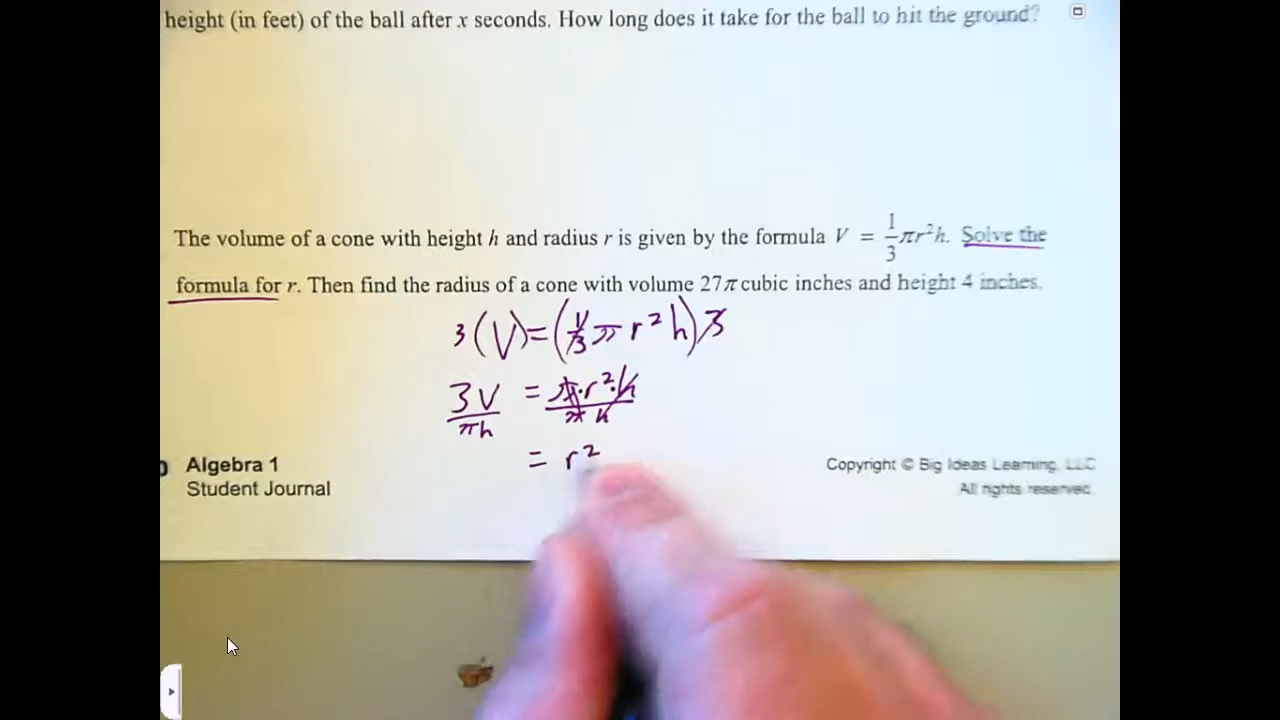 height (in feet) of the ball after x seconds. How long does it take for the ball to hit the ground?
The volume of a cone with height h and radius r is given by the formula V = 1/3 πr²h. Solve the
formula for r. Then find the radius of a cone with volume 27π cubic inches and height 4 inches.
3(V) = (1/3 π r² h)3
3V/πh = π·r²·h/π h
= r²
Algebra 1
Student Journal
Copyright © Big Ideas Learning, LLC
All rights reserved.